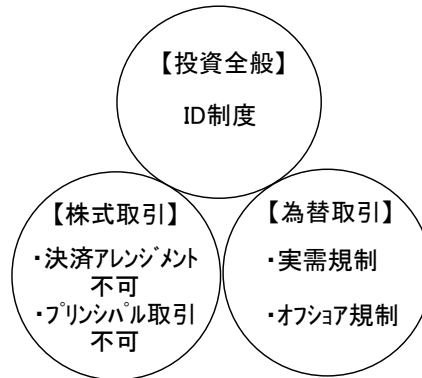 【投資全般】
ID制度
【株式取引】
・決済アレンジメント
不可
・プリンシパル取引
不可
【為替取引】
・実需規制
・オフショア規制